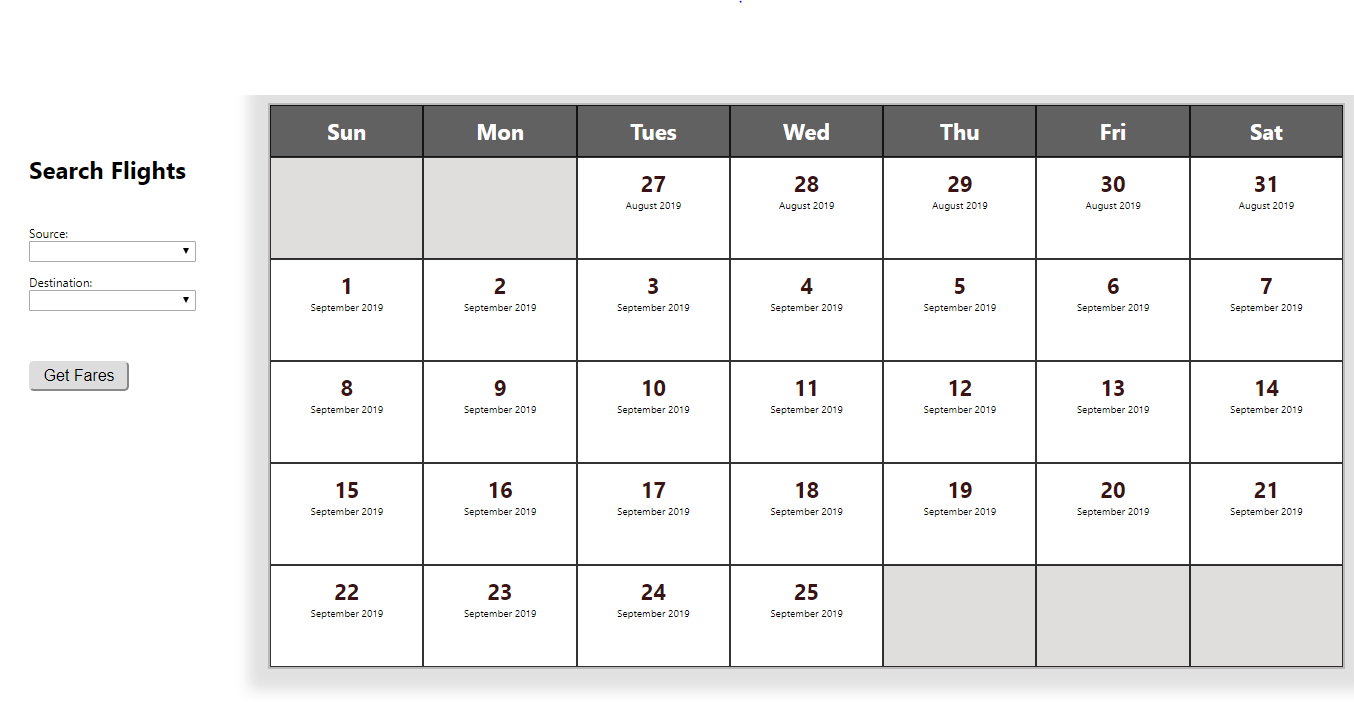 Search Flights
Source:
Destination:
Get Fares
Sun Mon Tues Wed Thu Fri Sat
27 28 29 30 31
August 2019 August 2019 August 2019 August 2019 August 2019
1 2 3 4 5 6 7
September 2019 September 2019 September 2019 September 2019 September 2019 September 2019 September 2019
8 9 10 11 12 13 14
September 2019 September 2019 September 2019 September 2019 September 2019 September 2019 September 2019
15 16 17 18 19 20 21
September 2019 September 2019 September 2019 September 2019 September 2019 September 2019 September 2019
22 23 24 25
September 2019 September 2019 September 2019 September 2019